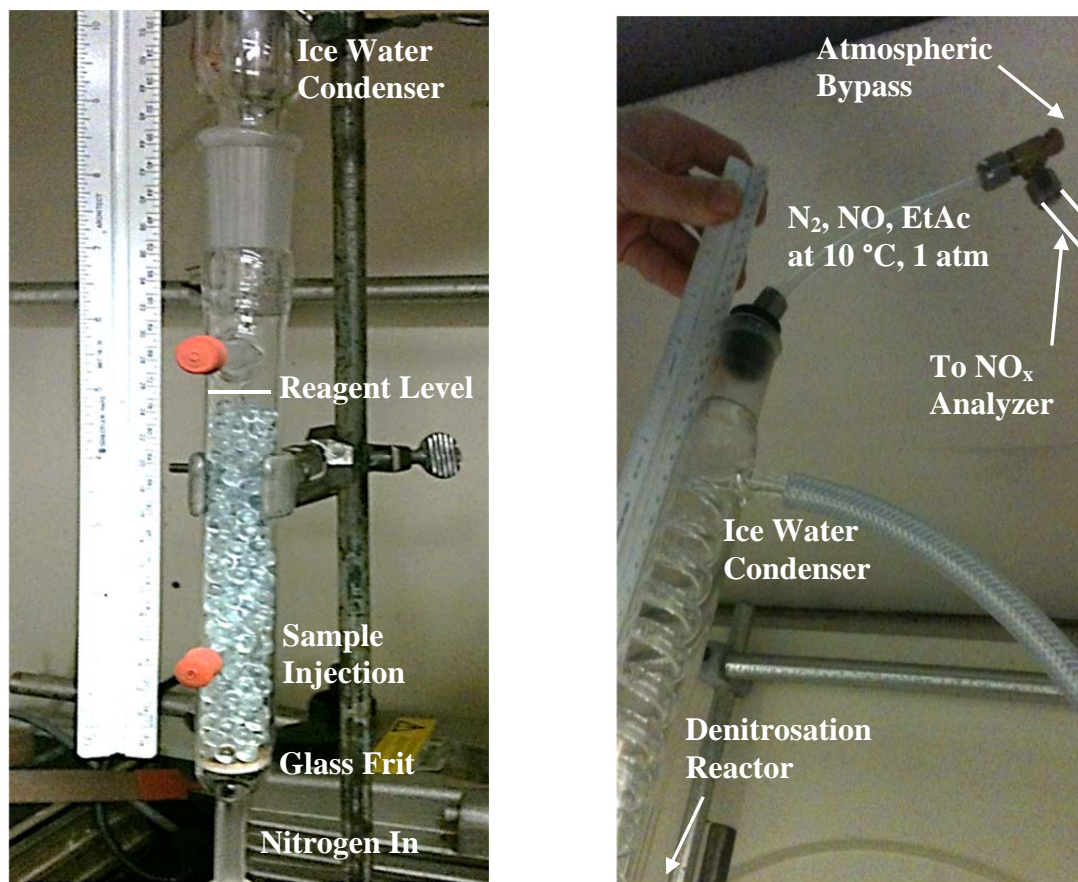 Ice Water
Condenser
Reagent Level
Sample
Injection
Glass Frit
Nitrogen In
Atmospheric
Bypass
N₂, NO, EtAc
at 10 °C, 1 atm
To NOₓ
Analyzer
Ice Water
Condenser
Denitrosation
Reactor
ARCHITECT